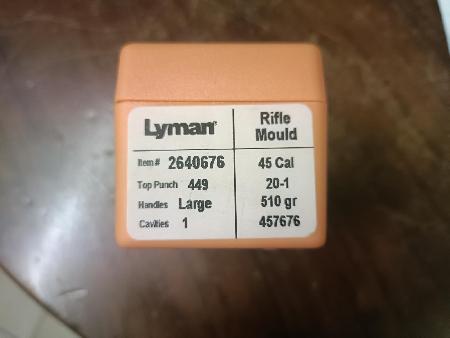 Lyman®
Rifle
Mould
Item # 2640676
45 Cal
Top Punch 449
20-1
Handles Large
510 gr
Cavities 1
457676